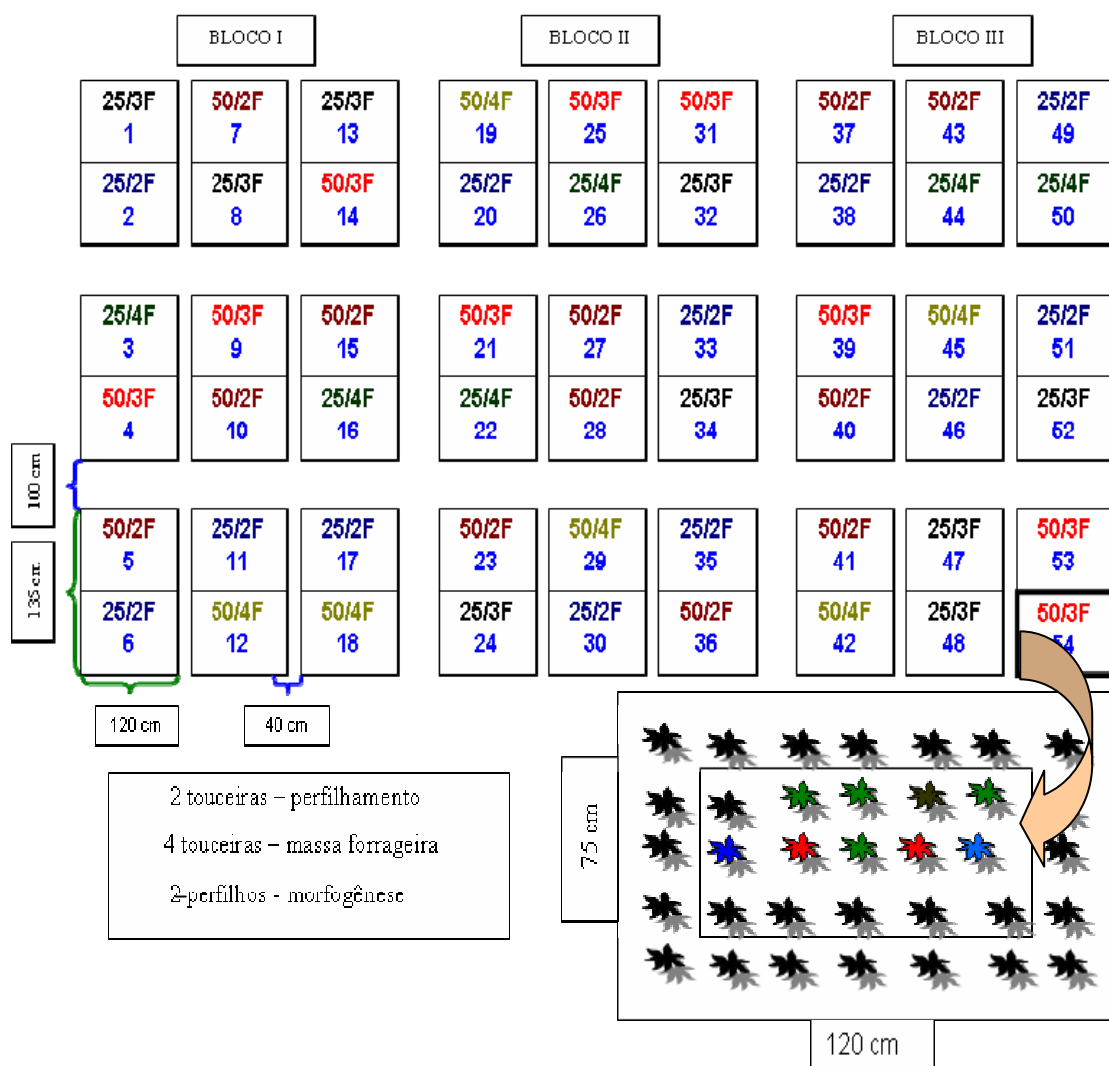 BLOCO I BLOCO II BLOCO III
25/3F 50/2F 25/3F 50/4F 50/3F 50/3F 50/2F 50/2F 25/2F
1 7 13 19 25 31 37 43 49
25/2F 25/3F 50/3F 25/2F 25/4F 25/3F 25/2F 25/4F 25/4F
2 8 14 20 26 32 38 44 50
25/4F 50/3F 50/2F 50/3F 50/2F 25/2F 50/3F 50/4F 25/2F
3 9 15 21 27 33 39 45 51
50/3F 50/2F 25/4F 25/4F 50/2F 25/3F 50/2F 25/2F 25/3F
4 10 16 22 28 34 40 46 52
100 cm
50/2F 25/2F 25/2F 50/2F 50/4F 25/2F 50/2F 25/3F 50/3F
5 11 17 23 29 35 41 47 53
135 cm
25/2F 50/4F 50/4F 25/3F 25/2F 50/2F 50/4F 25/3F 50/3F
6 12 18 24 30 36 42 48 54
120 cm 40 cm
2 touceiras – perfilhamento
4 touceiras – massa forrageira
2 perfilhos - morfogênese
75 cm
120 cm